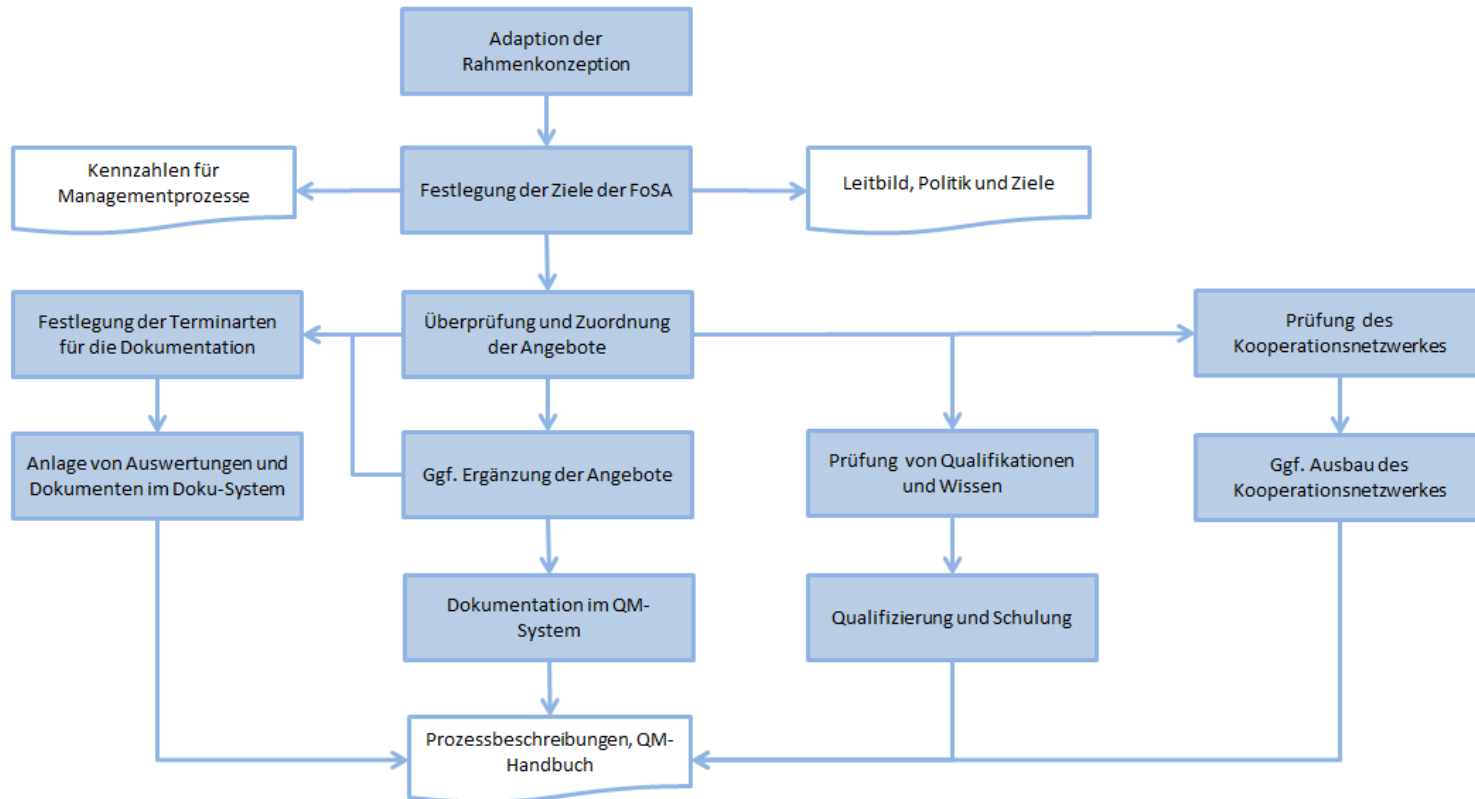 Adaption der
Rahmenkonzeption
Kennzahlen für
Managementprozesse
Festlegung der Ziele der FoSA
Leitbild, Politik und Ziele
Festlegung der Terminarten
für die Dokumentation
Überprüfung und Zuordnung
der Angebote
Prüfung des
Kooperationsnetzwerkes
Anlage von Auswertungen und
Dokumenten im Doku-System
Ggf. Ergänzung der Angebote
Prüfung von Qualifikationen
und Wissen
Ggf. Ausbau des
Kooperationsnetzwerkes
Dokumentation im QM-
System
Qualifizierung und Schulung
Prozessbeschreibungen, QM-
Handbuch